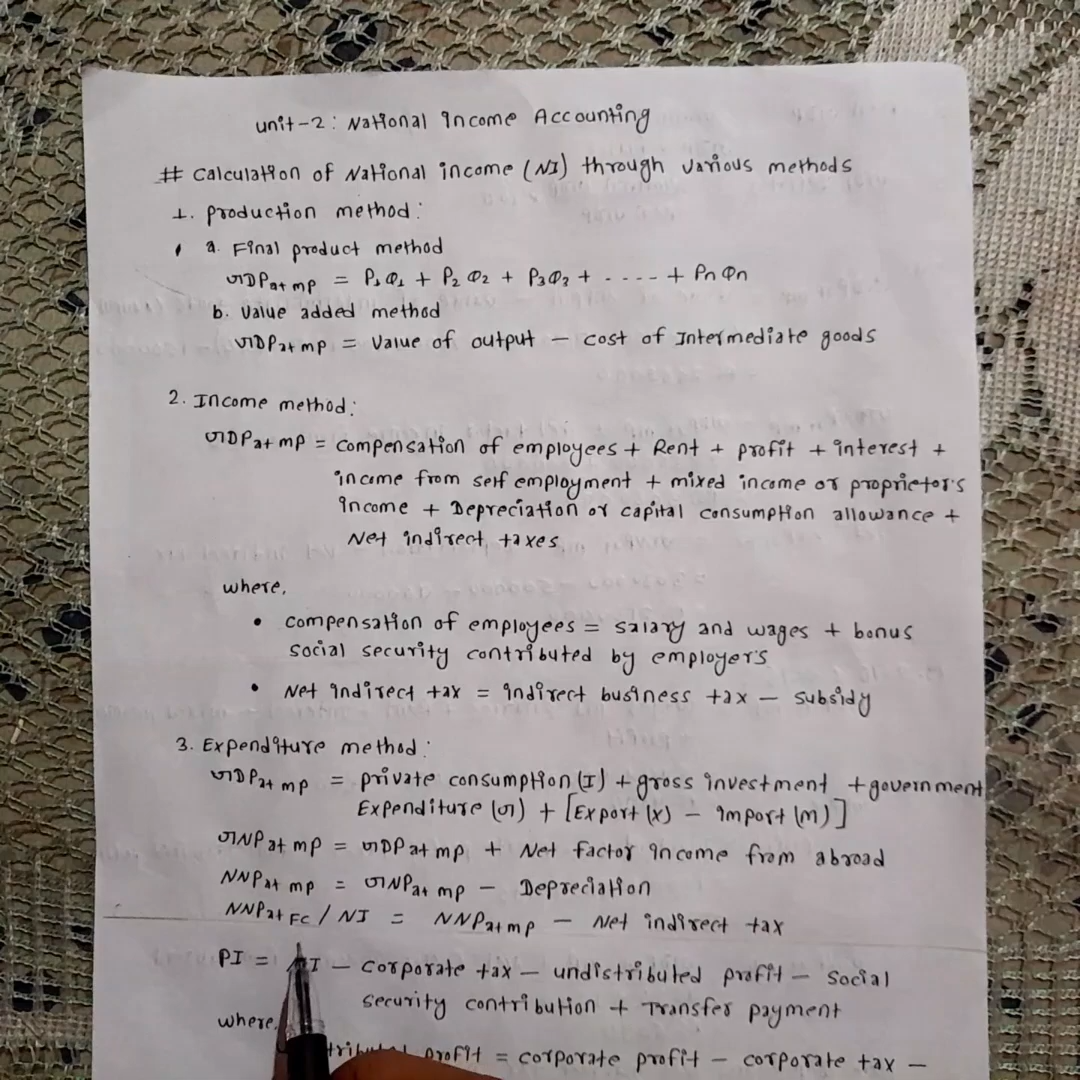 Unit-2: National Income Accounting
# Calculation of National income (NI) through various methods
1. Production method:
a. Final product method
GDPat mp = P1Q1 + P2Q2 + P3Q3 + ..... + PnQn
b. Value added method
GDPat mp = Value of output - cost of Intermediate goods
2. Income method:
GDPat mp = compensation of employees + Rent + profit + interest +
income from self employment + mixed income or proprietor's
income + Depreciation or capital consumption allowance +
Net indirect taxes
where,
• compensation of employees = salary and wages + bonus
social security contributed by employer's
• Net indirect tax = indirect business tax - subsidy
3. Expenditure method:
GDPat mp = private consumption (I) + gross investment + government
Expenditure (G) + [Export (X) - Import (M)]
GNPat mp = GDPat mp + Net factor income from abroad
NNPat mp = GNPat mp - Depreciation
NNPat FC / NI = NNPat mp - Net indirect tax
PI = I - corporate tax - undistributed profit - social
security contribution + Transfer payment
where
profit = corporate profit - corporate tax -